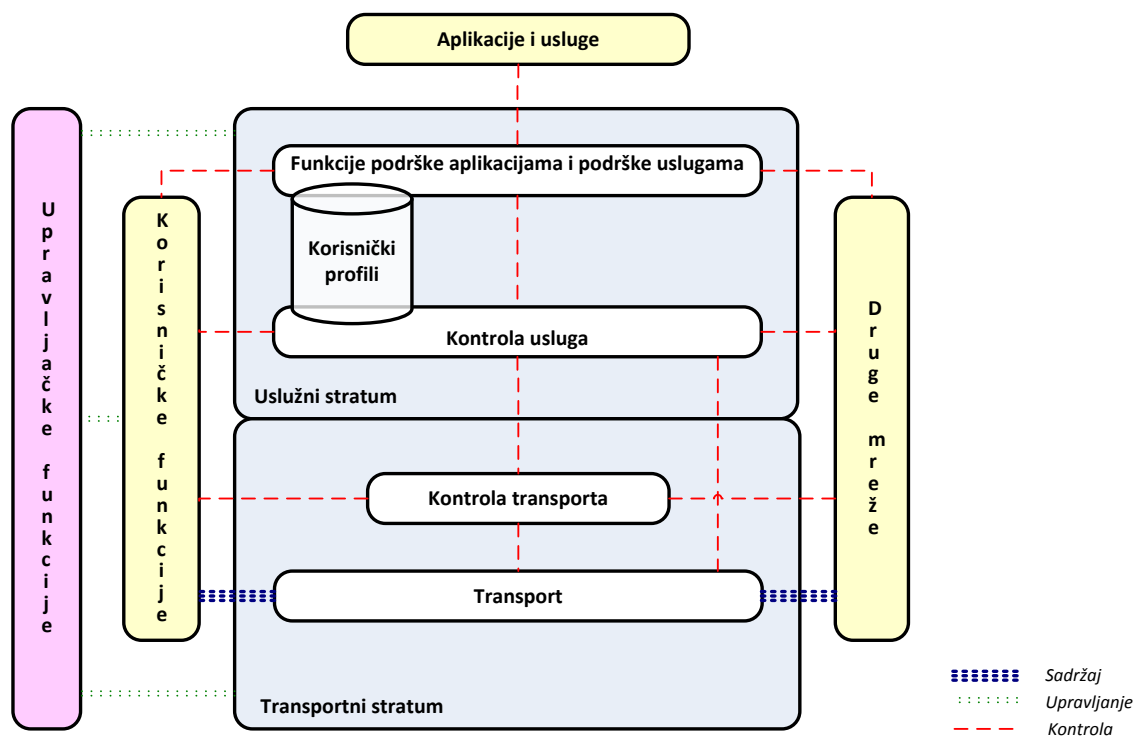 Aplikacije i usluge
Funkcije podrške aplikacijama i podrške uslugama
Upravljačke funkcije
Korisničke funkcije
Korisnički
profili
Druge mreže
Kontrola usluga
Uslužni stratum
Kontrola transporta
Transport
Transportni stratum
Sadržaj
Upravljanje
Kontrola